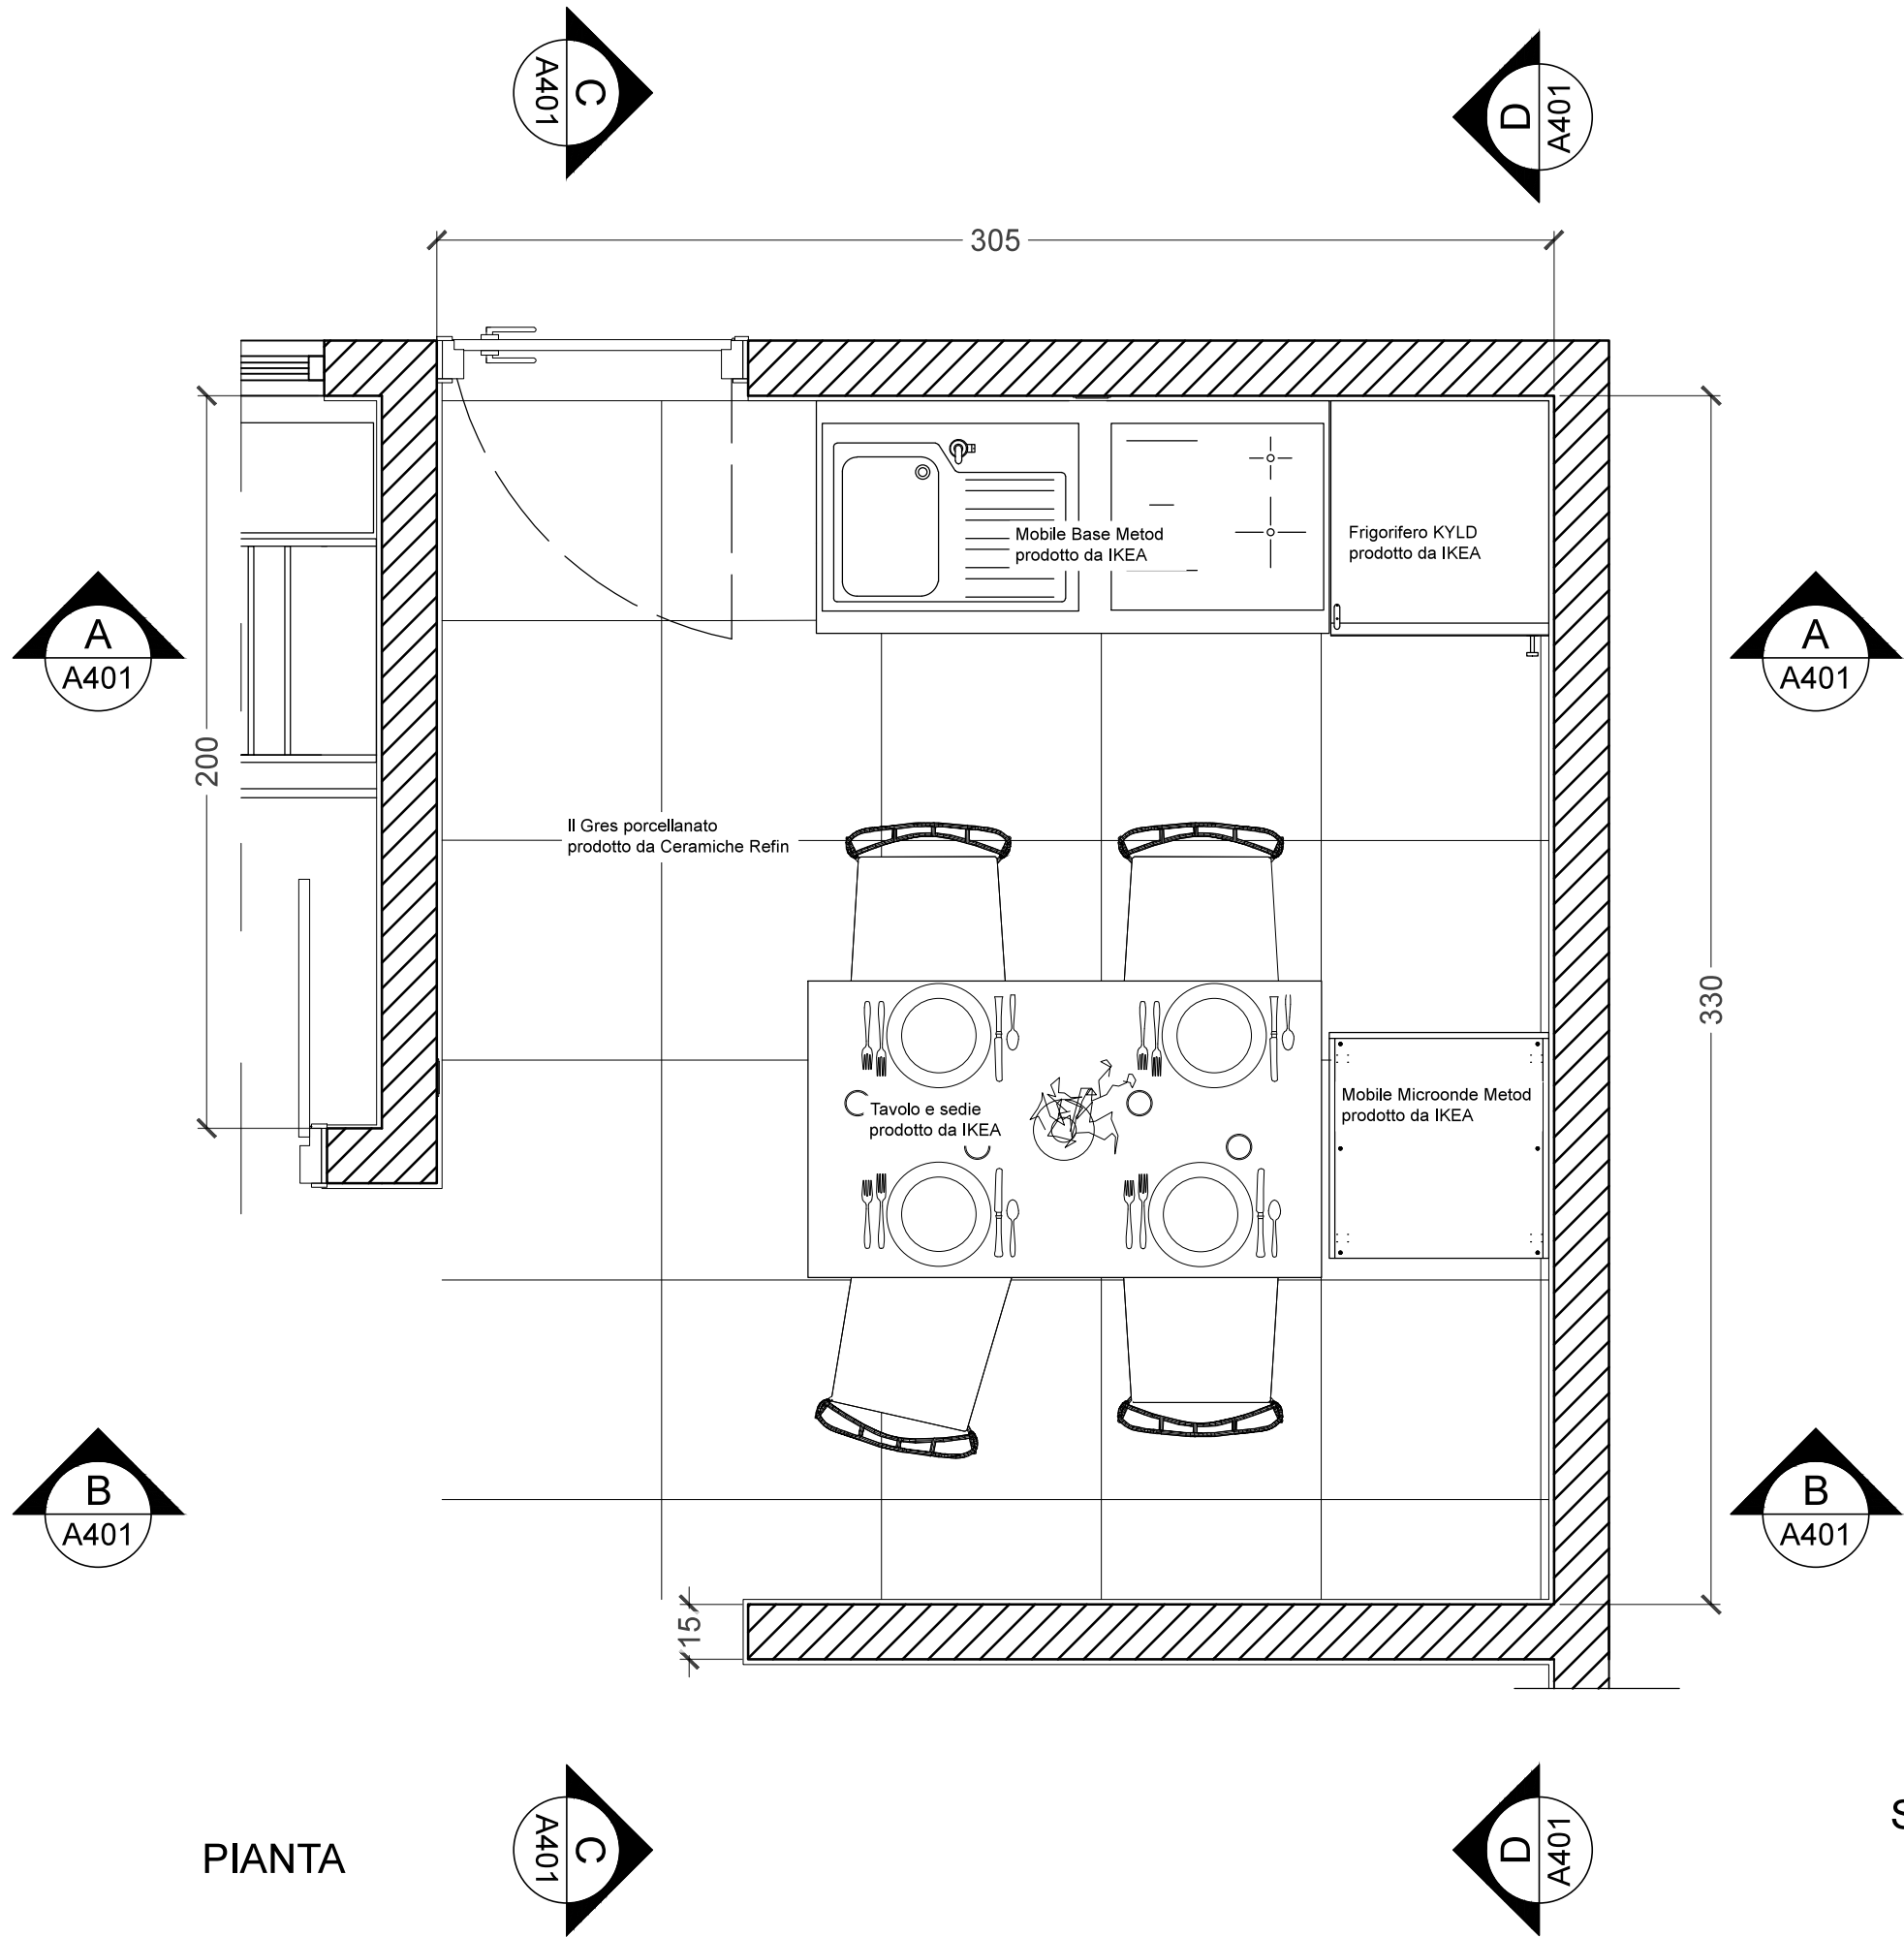 C
A401
D
A401
305
Mobile Base Metod
prodotto da IKEA
Frigorifero KYLD
prodotto da IKEA
A
A401
A
A401
200
Il Gres porcellanato
prodotto da Ceramiche Refin
330
Mobile Microonde Metod
prodotto da IKEA
Tavolo e sedie
prodotto da IKEA
B
A401
B
A401
15
PIANTA
C
A401
D
A401
S